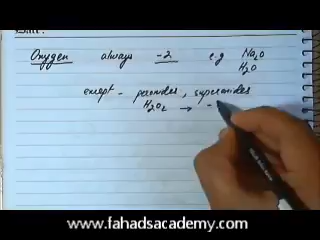 Oxygen always -2 e.g Na₂O
H₂O
except - peroxides, superoxides
H₂O₂ → -
www.fahadsacademy.com